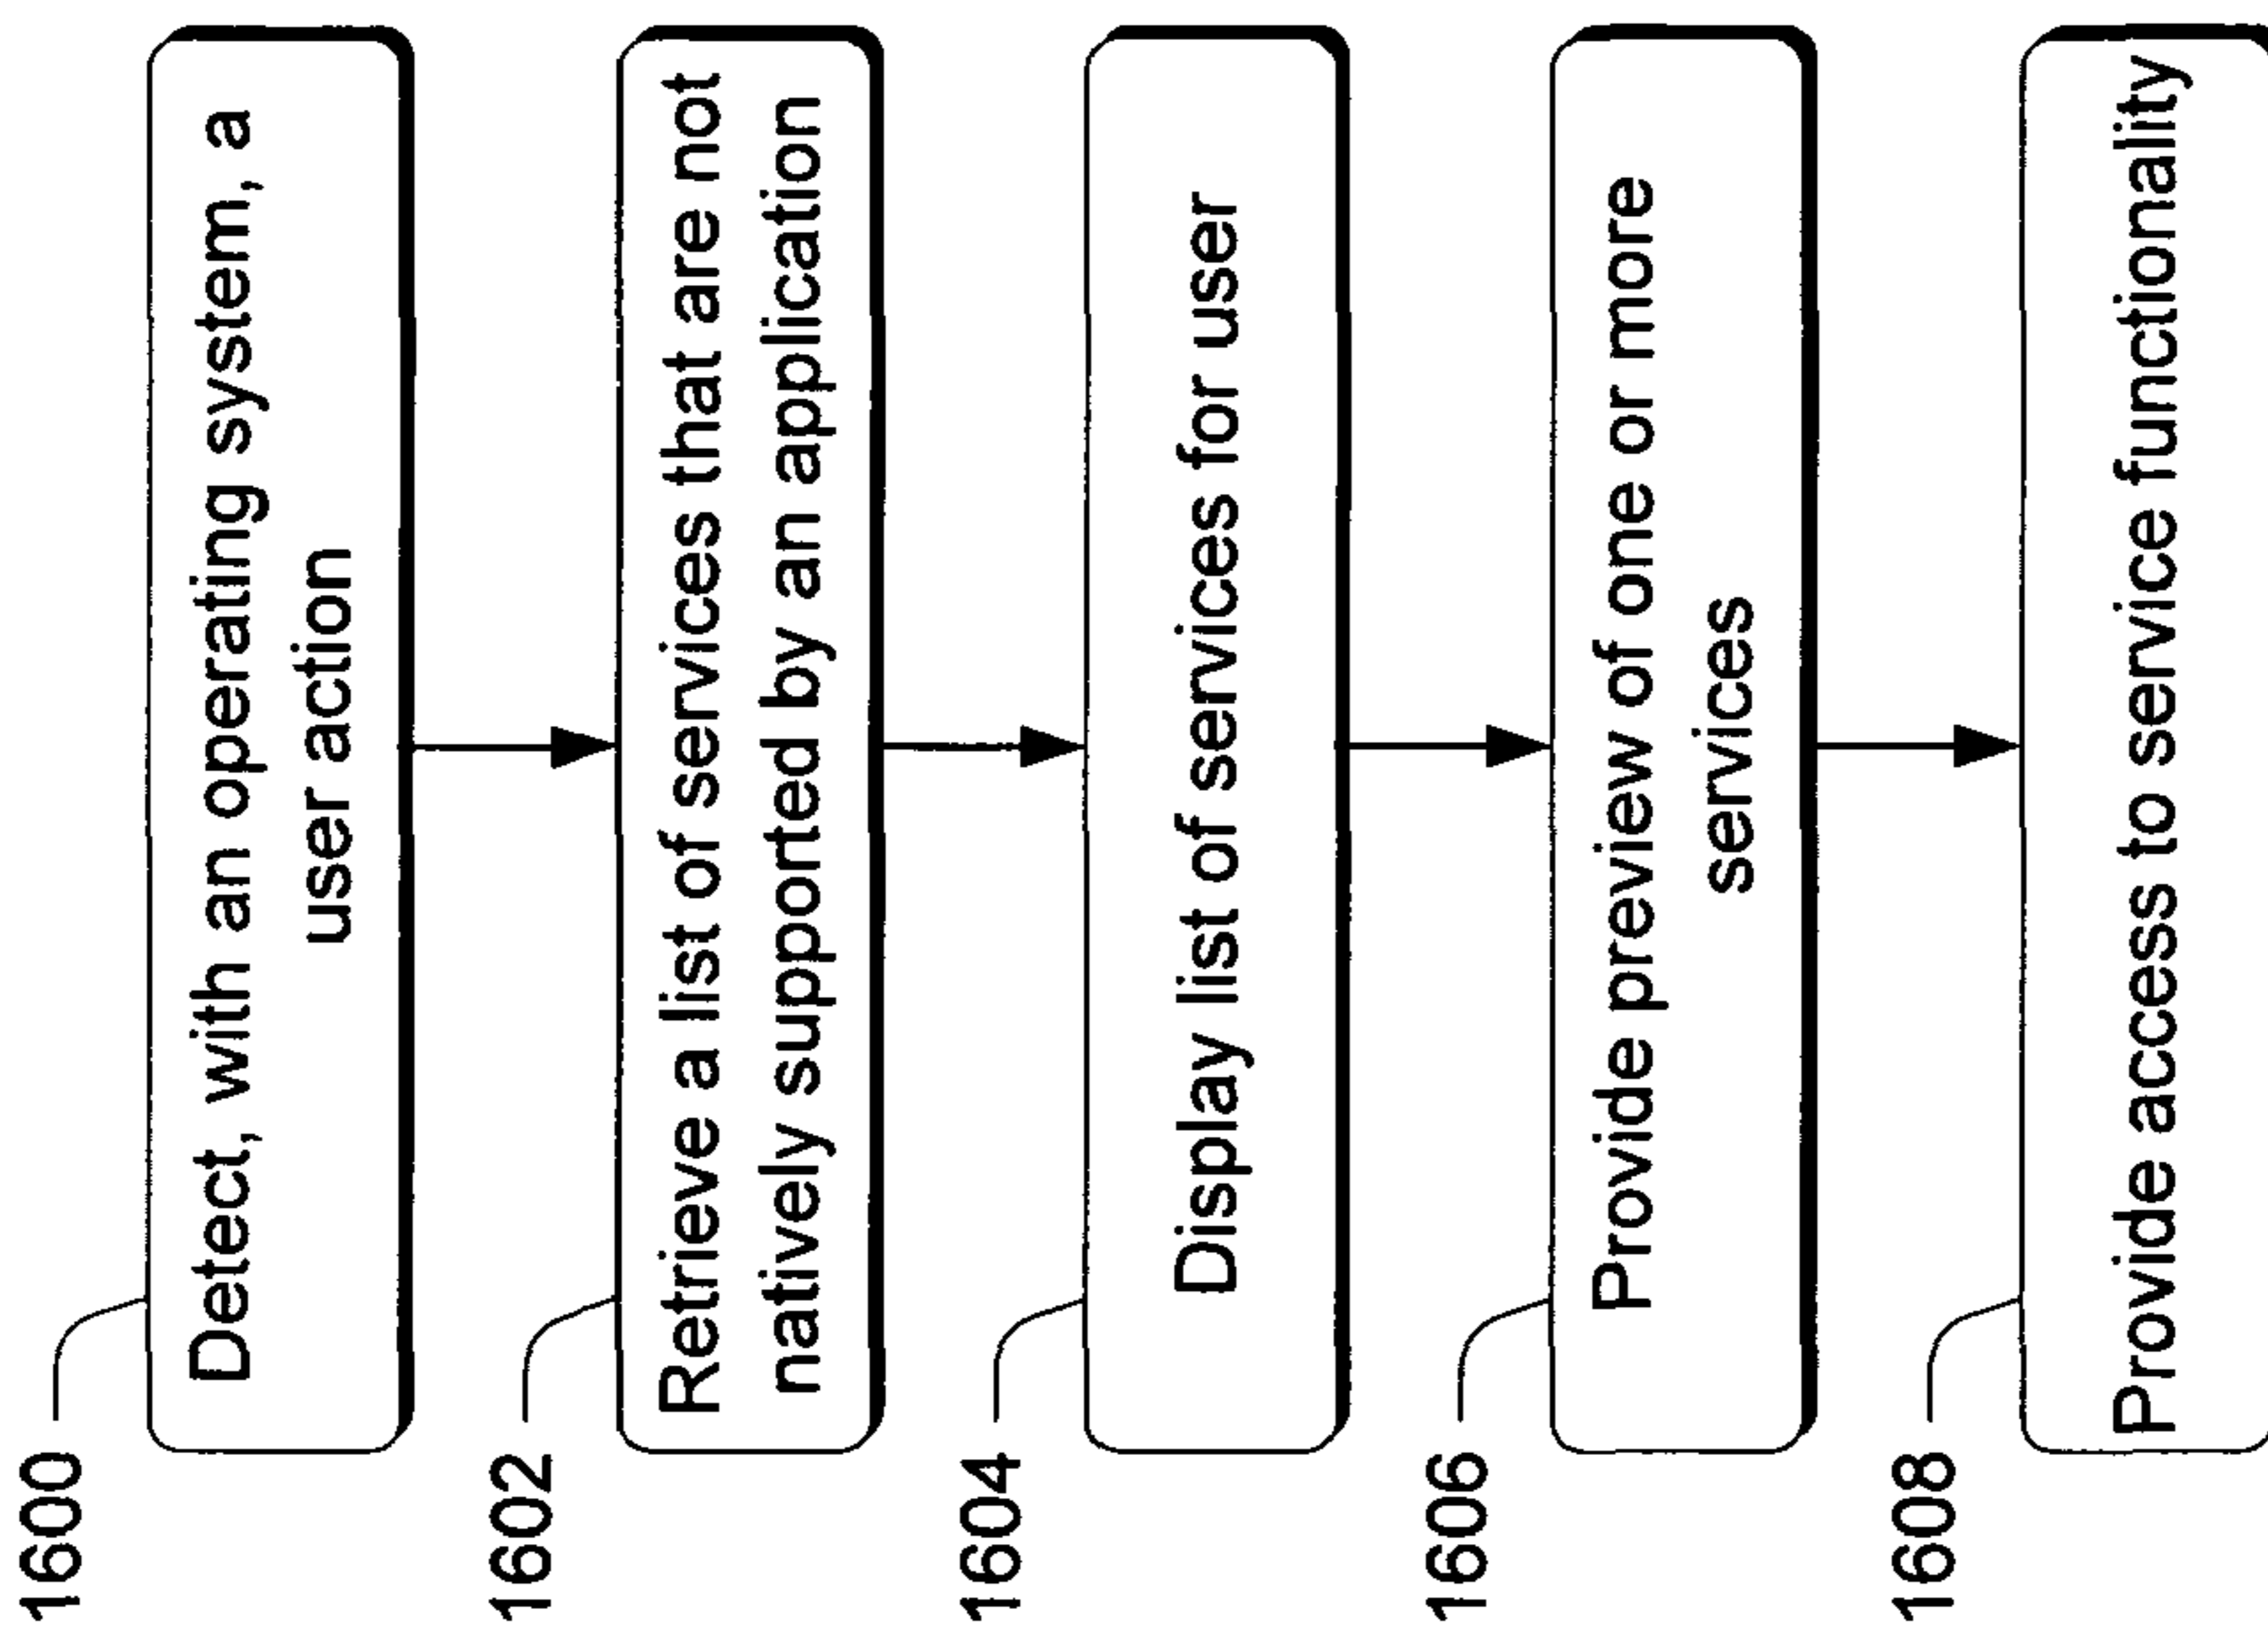 1600
Detect, with an operating system, a
user action
1602
Retrieve a list of services that are not
natively supported by an application
1604
Display list of services for user
1606
Provide preview of one or more
services
1608
Provide access to service functionality